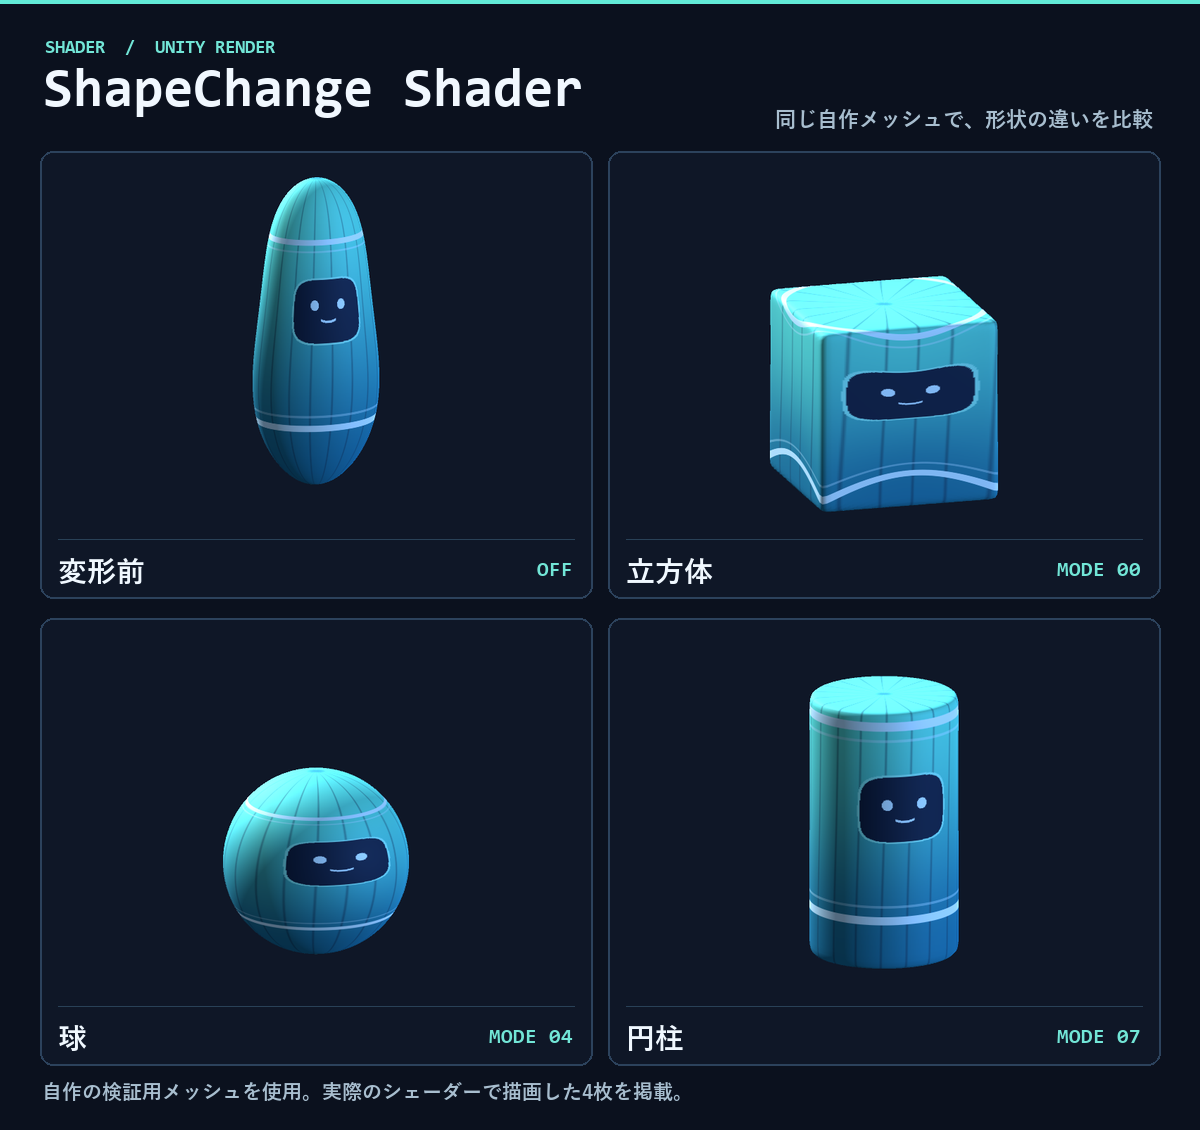 SHADER / UNITY RENDER
ShapeChange Shader
同じ自作メッシュで、形状の違いを比較
変形前 OFF
立方体 MODE 00
球 MODE 04
円柱 MODE 07
自作の検証用メッシュを使用。実際のシェーダーで描画した4枚を掲載。